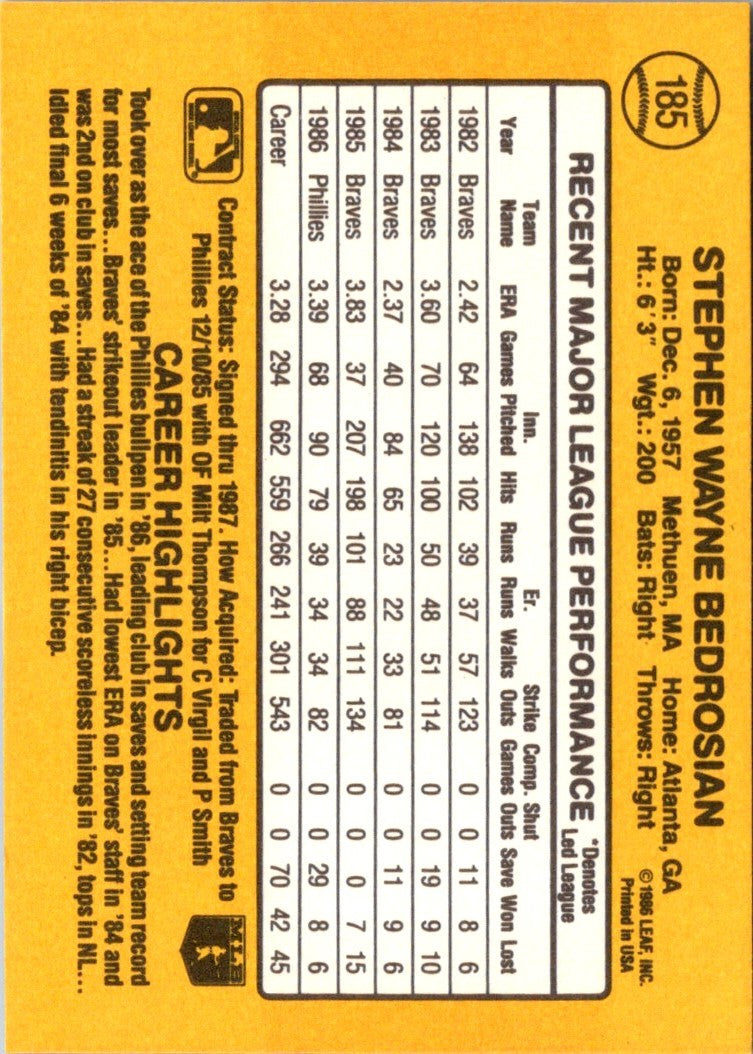 185
STEPHEN WAYNE BEDROSIAN
Born: Dec. 6, 1957 Methuen, MA Home: Atlanta, GA
Ht.: 6' 3" Wgt.: 200 Bats: Right Throws: Right
© 1986 LEAF, INC.
Printed in USA
RECENT MAJOR LEAGUE PERFORMANCE
*Denotes
Led League
Team Inn. Er. Strike Comp. Shut
Year Name ERA Games Pitched Hits Runs Runs Walks Outs Games Outs Save Won Lost
1982 Braves 2.42 64 138 102 39 37 57 123 0 0 11 8 6
1983 Braves 3.60 70 120 100 50 48 51 114 0 0 19 9 10
1984 Braves 2.37 40 84 65 23 22 33 81 0 0 11 9 6
1985 Braves 3.83 37 207 198 101 88 111 134 0 0 0 7 15
1986 Phillies 3.39 68 90 79 39 34 34 82 0 0 29 8 6
Career 3.28 294 662 559 266 241 301 543 0 0 70 42 45
Contract Status: Signed thru 1987. How Acquired: Traded from Braves to
Phillies 12/10/85 with OF Milt Thompson for C Virgil and P Smith
MLB
CAREER HIGHLIGHTS
Took over as the ace of the Phillies bullpen in '86, leading club in saves and setting team record
for most saves...Braves' strikeout leader in '85...Had lowest ERA on Braves' staff in '84 and
was 2nd on club in saves...Had a streak of 27 consecutive scoreless innings in '82, tops in NL...
Idled final 6 weeks of '84 with tendinitis in his right bicep.